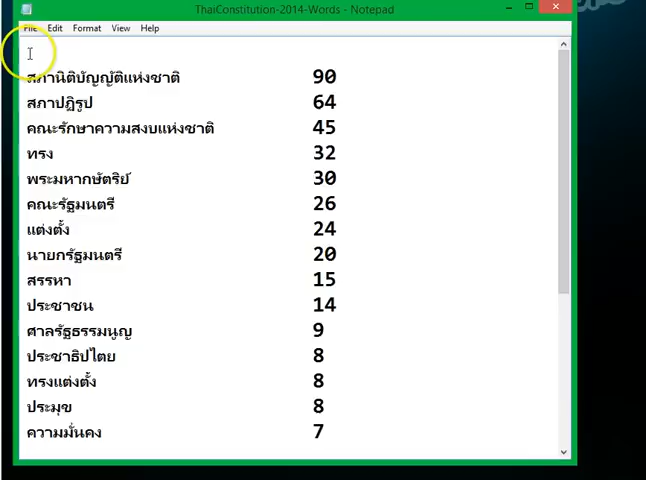 ThaiConstitution-2014-Words - Notepad
File Edit Format View Help
สภานิติบัญญัติแห่งชาติ 90
สภาปฏิรูป 64
คณะรักษาความสงบแห่งชาติ 45
ทรง 32
พระมหากษัตริย์ 30
คณะรัฐมนตรี 26
แต่งตั้ง 24
นายกรัฐมนตรี 20
สรรหา 15
ประชาชน 14
ศาลรัฐธรรมนูญ 9
ประชาธิปไตย 8
ทรงแต่งตั้ง 8
ประมุข 8
ความมั่นคง 7